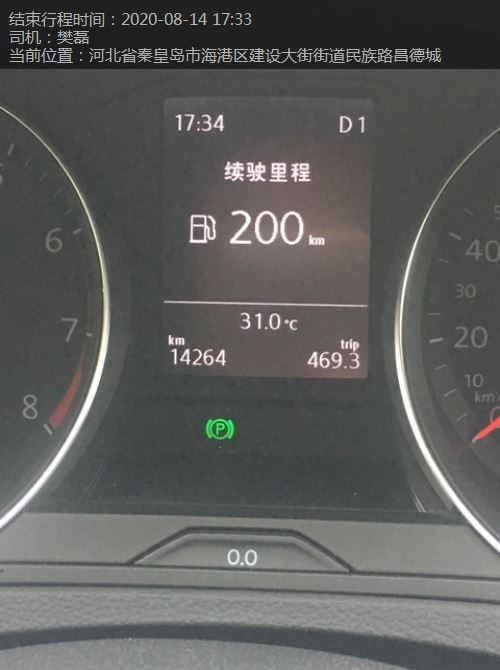 结束行程时间：2020-08-14 17:33
司机：樊磊
当前位置：河北省秦皇岛市海港区建设大街街道民族路昌德城
17:34 D 1
续驶里程
200 km
31.0 °C
km trip
14264 469.3
6
7
8
40
30
20
10
km/
(P)
0.0